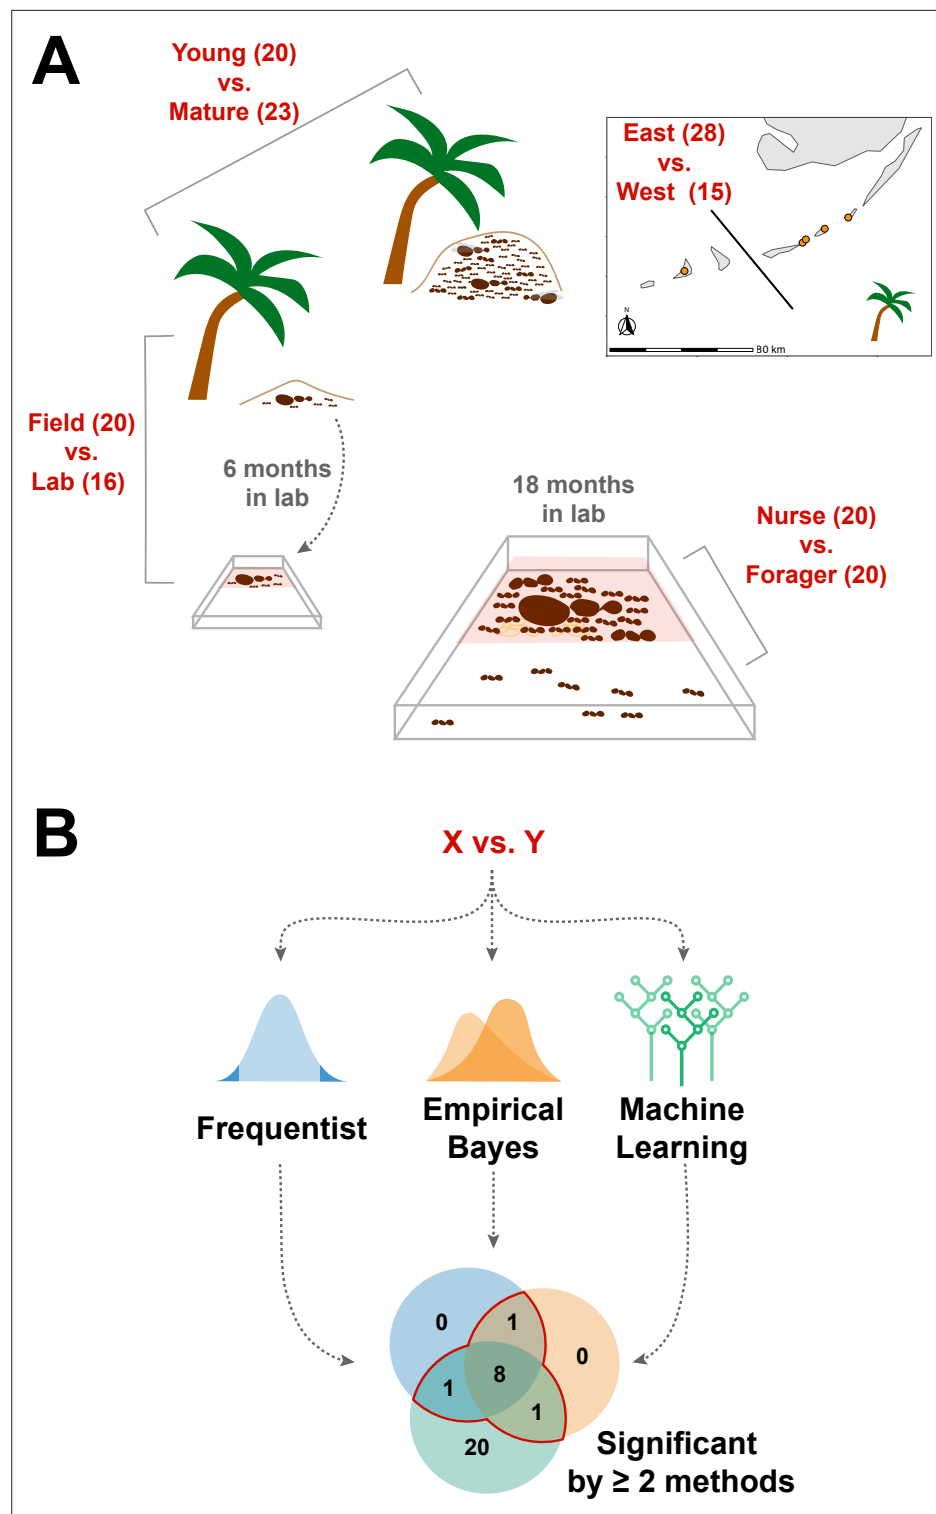 A
Young (20)
vs.
Mature (23)
East (28)
vs.
West (15)
N
80 km
Field (20)
vs.
Lab (16)
6 months
in lab
18 months
in lab
Nurse (20)
vs.
Forager (20)
B
X vs. Y
Frequentist
Empirical
Bayes
Machine
Learning
0
1
0
8
1
1
20
Significant
by ≥ 2 methods